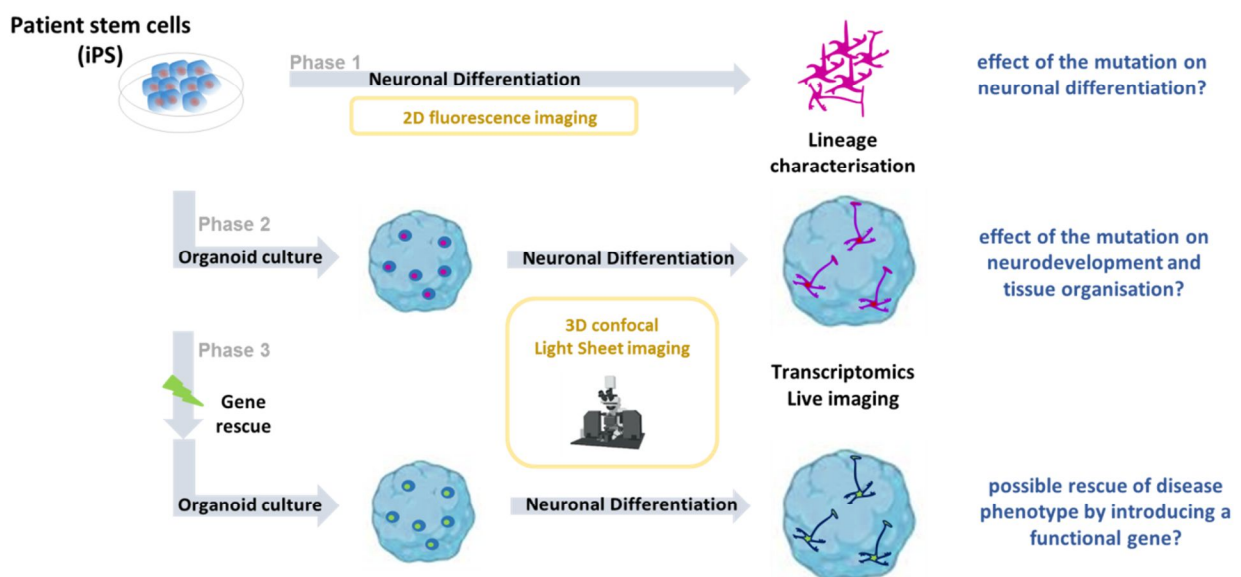 Patient stem cells
(iPS)
Phase 1
Neuronal Differentiation
2D fluorescence imaging
effect of the mutation on
neuronal differentiation?
Lineage
characterisation
Phase 2
Organoid culture
Neuronal Differentiation
effect of the mutation on
neurodevelopment and
tissue organisation?
3D confocal
Light Sheet imaging
Phase 3
Gene
rescue
Transcriptomics
Live imaging
Organoid culture
Neuronal Differentiation
possible rescue of disease
phenotype by introducing a
functional gene?